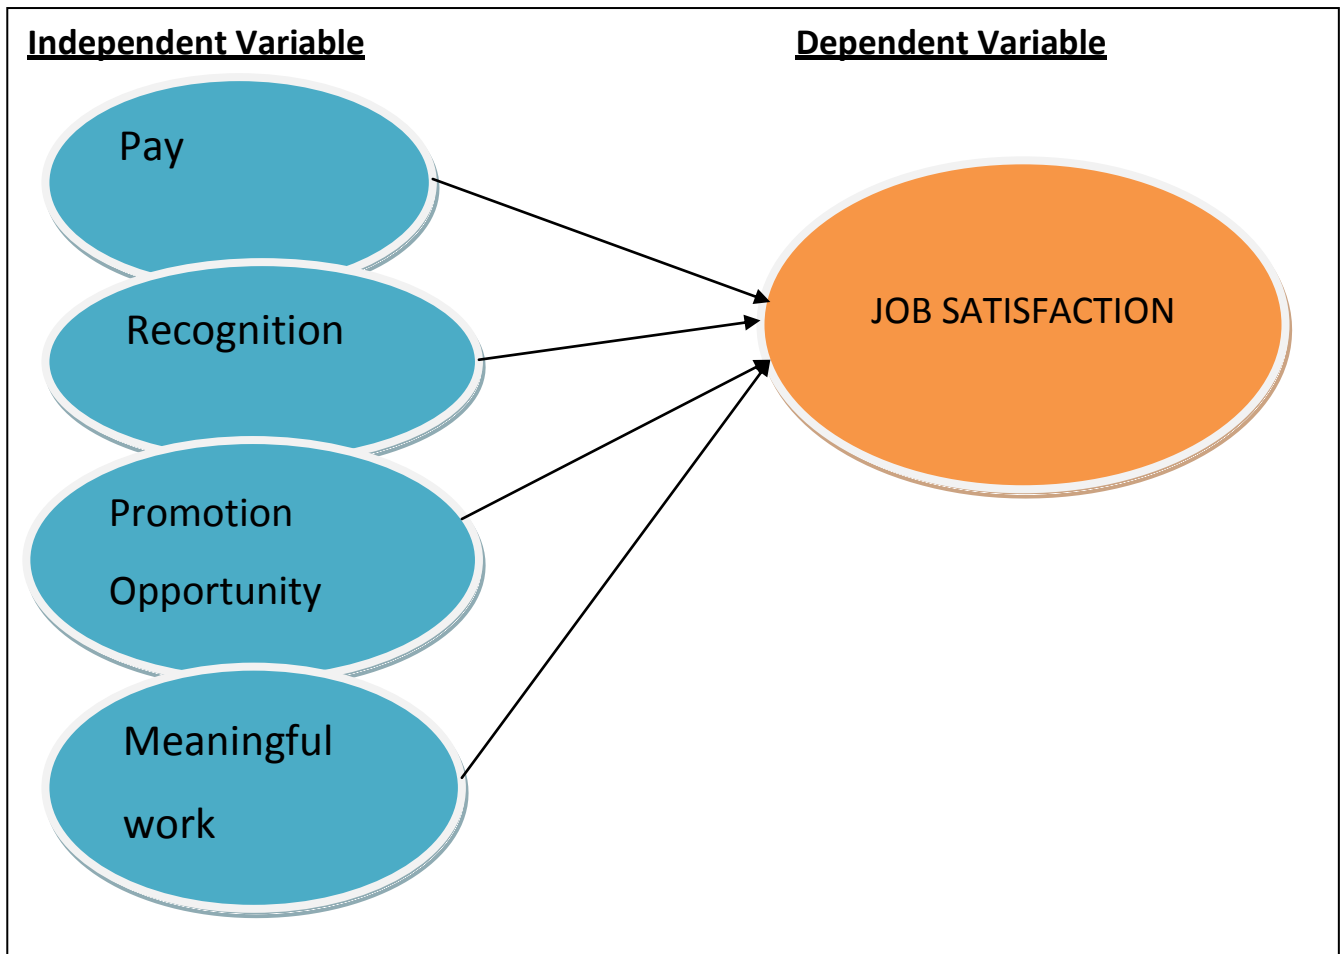 Independent Variable
Dependent Variable
Pay
Recognition
JOB SATISFACTION
Promotion
Opportunity
Meaningful
work